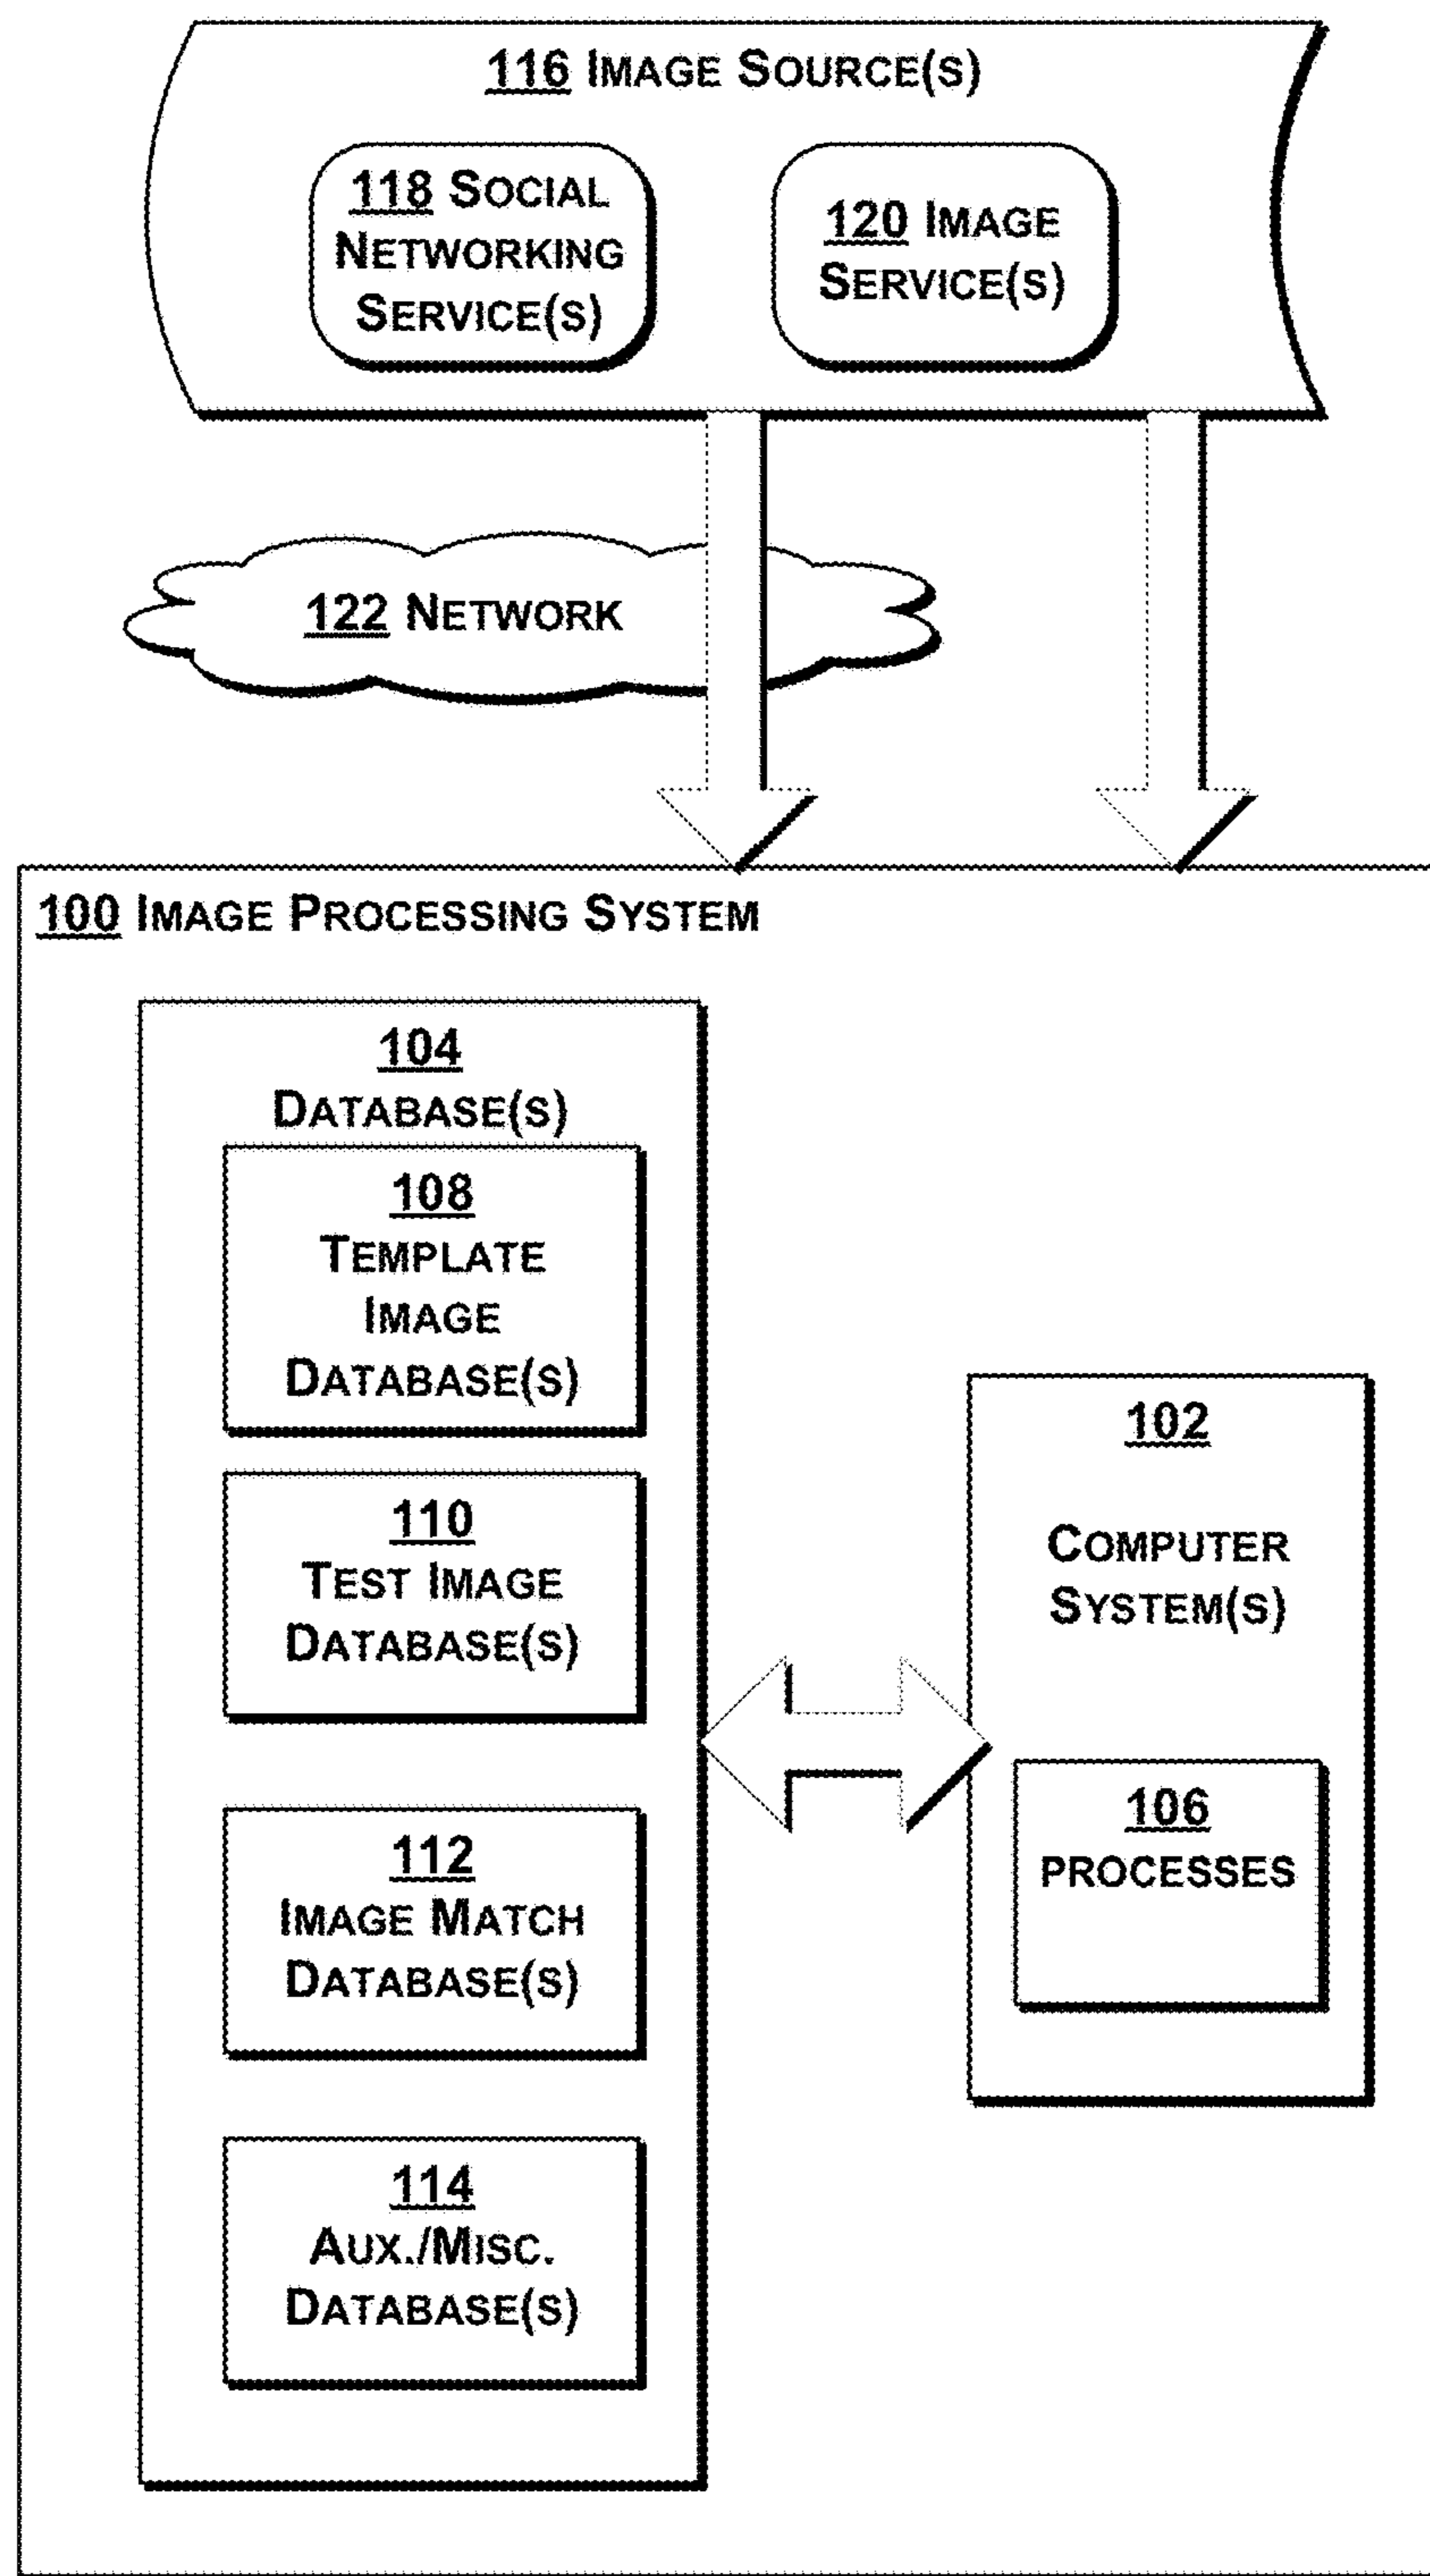 116 IMAGE SOURCE(S)
118 SOCIAL
NETWORKING
SERVICE(S)
120 IMAGE
SERVICE(S)
122 NETWORK
100 IMAGE PROCESSING SYSTEM
104
DATABASE(S)
108
TEMPLATE
IMAGE
DATABASE(S)
110
TEST IMAGE
DATABASE(S)
112
IMAGE MATCH
DATABASE(S)
114
AUX./MISC.
DATABASE(S)
102
COMPUTER
SYSTEM(S)
106
PROCESSES